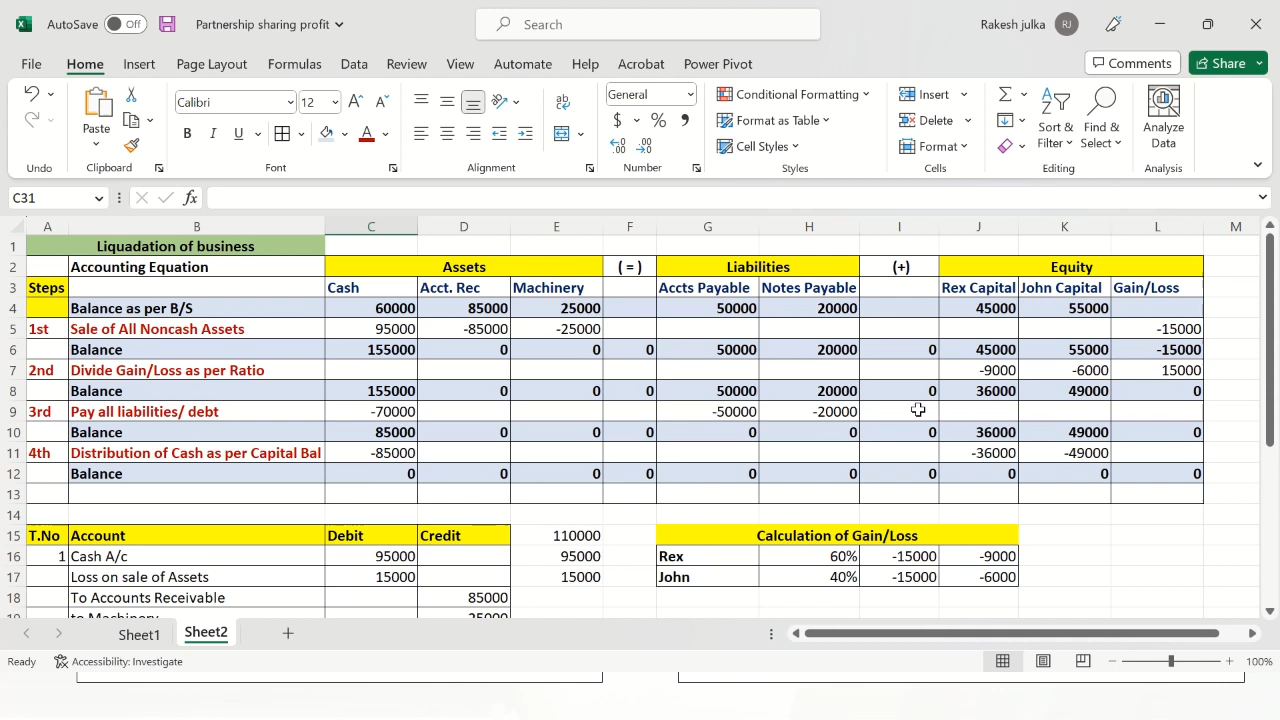 AutoSave Off Partnership sharing profit Search Rakesh julka RJ
File Home Insert Page Layout Formulas Data Review View Automate Help Acrobat Power Pivot Comments Share
Calibri 12 General Conditional Formatting Insert
Paste Format as Table Delete Sort & Filter Find & Select Analyze Data
B I U A $ % Cell Styles Format
Undo Clipboard Font Alignment Number Styles Cells Editing Analysis
C31 fx
A B C D E F G H I J K L M
1 Liquadation of business
2 Accounting Equation Assets ( = ) Liabilities (+) Equity
3 Steps Cash Acct. Rec Machinery Accts Payable Notes Payable Rex Capital John Capital Gain/Loss
4 Balance as per B/S 60000 85000 25000 50000 20000 45000 55000
5 1st Sale of All Noncash Assets 95000 -85000 -25000 -15000
6 Balance 155000 0 0 0 50000 20000 0 45000 55000 -15000
7 2nd Divide Gain/Loss as per Ratio -9000 -6000 15000
8 Balance 155000 0 0 0 50000 20000 0 36000 49000 0
9 3rd Pay all liabilities/ debt -70000 -50000 -20000
10 Balance 85000 0 0 0 0 0 0 36000 49000 0
11 4th Distribution of Cash as per Capital Bal -85000 -36000 -49000
12 Balance 0 0 0 0 0 0 0 0 0 0
13
14
15 T.No Account Debit Credit 110000 Calculation of Gain/Loss
16 1 Cash A/c 95000 95000 Rex 60% -15000 -9000
17 Loss on sale of Assets 15000 15000 John 40% -15000 -6000
18 To Accounts Receivable 85000
19 to Machinery 25000
Sheet1 Sheet2
Ready Accessibility: Investigate 100%